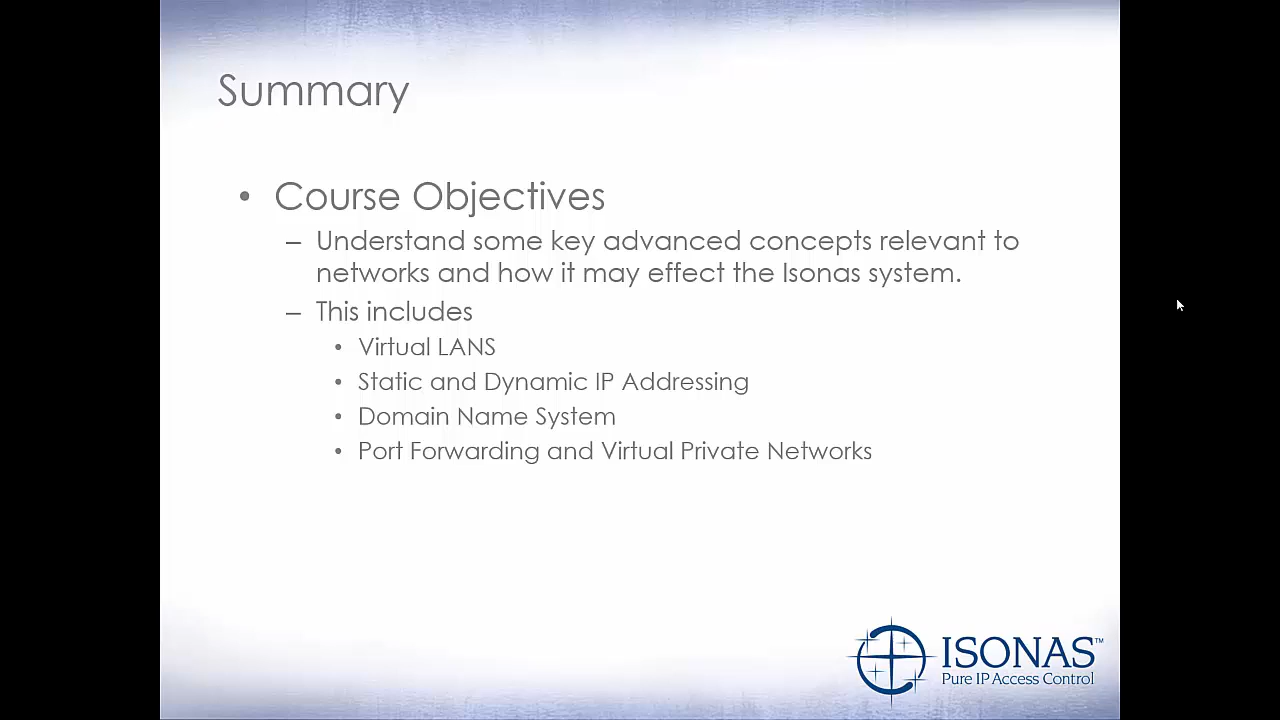 Summary
• Course Objectives
– Understand some key advanced concepts relevant to
networks and how it may effect the Isonas system.
– This includes
• Virtual LANS
• Static and Dynamic IP Addressing
• Domain Name System
• Port Forwarding and Virtual Private Networks
ISONAS™
Pure IP Access Control